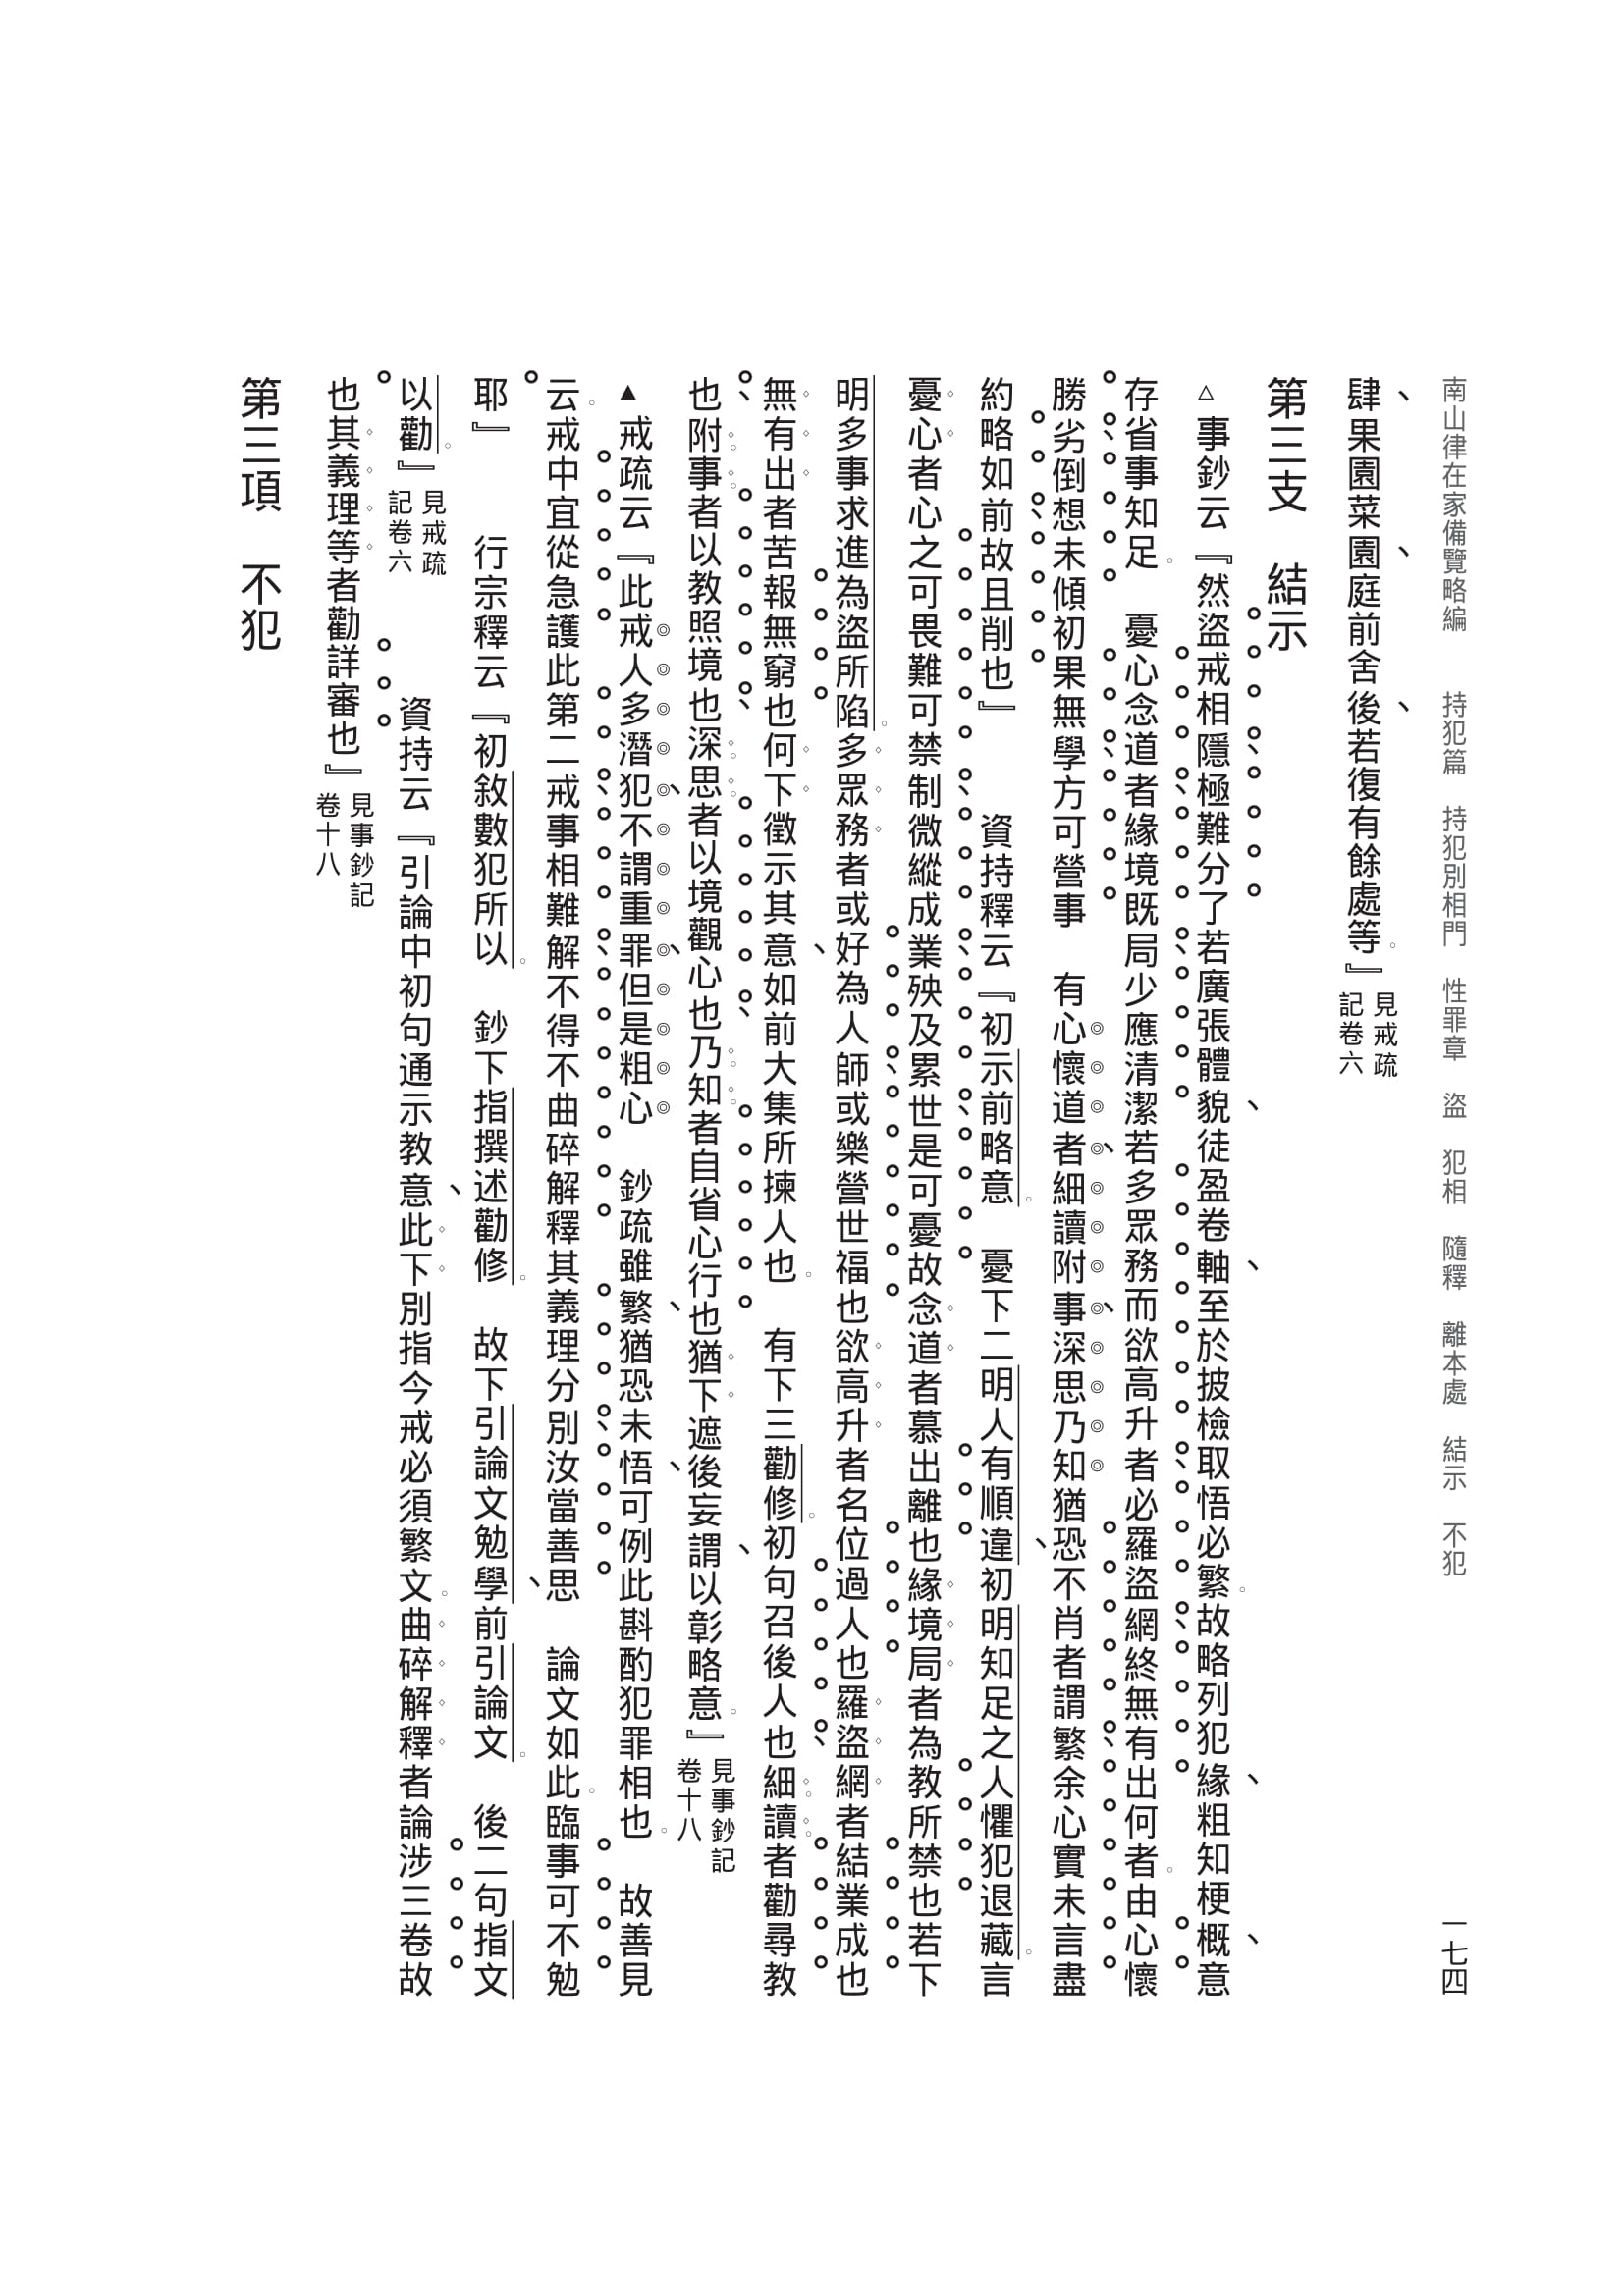 南山律在家備覽略編　持犯篇　持犯別相門　性罪章　盜　犯相　隨釋　離本處　結示　不犯　一七四
肆果園菜園庭前舍後若復有餘處等』見戒疏記卷六
第三支　結示
△事鈔云『然盜戒相隱極難分了若廣張體貌徒盈卷軸至於披檢取悟必繁故略列犯緣粗知梗概意
存省事知足　憂心念道者緣境既局少應清潔若多眾務而欲高升者必羅盜網終無有出何者由心懷
勝劣倒想未傾初果無學方可營事　有心懷道者細讀附事深思乃知猶恐不肖者謂繁余心實未言盡
約略如前故且削也』　資持釋云『初示前略意　憂下二明人有順違初明知足之人懼犯退藏言
憂心者心之可畏難可禁制微縱成業殃及累世是可憂故念道者慕出離也緣境局者為教所禁也若下
明多事求進為盜所陷多眾務者或好為人師或樂營世福也欲高升者名位過人也羅盜網者結業成也
無有出者苦報無窮也何下徵示其意如前大集所揀人也　有下三勸修初句召後人也細讀者勸尋教
也附事者以教照境也深思者以境觀心也乃知者自省心行也猶下遮後妄謂以彰略意』見事鈔記卷十八
▲戒疏云『此戒人多潛犯不謂重罪但是粗心　鈔疏雖繁猶恐未悟可例此斟酌犯罪相也　故善見
云戒中宜從急護此第二戒事相難解不得不曲碎解釋其義理分別汝當善思　論文如此臨事可不勉
耶』　行宗釋云『初敘數犯所以　鈔下指撰述勸修　故下引論文勉學前引論文　後二句指文
以勸』見戒疏記卷六　資持云『引論中初句通示教意此下別指今戒必須繁文曲碎解釋者論涉三卷故
也其義理等者勸詳審也』見事鈔記卷十八
第三項　不犯